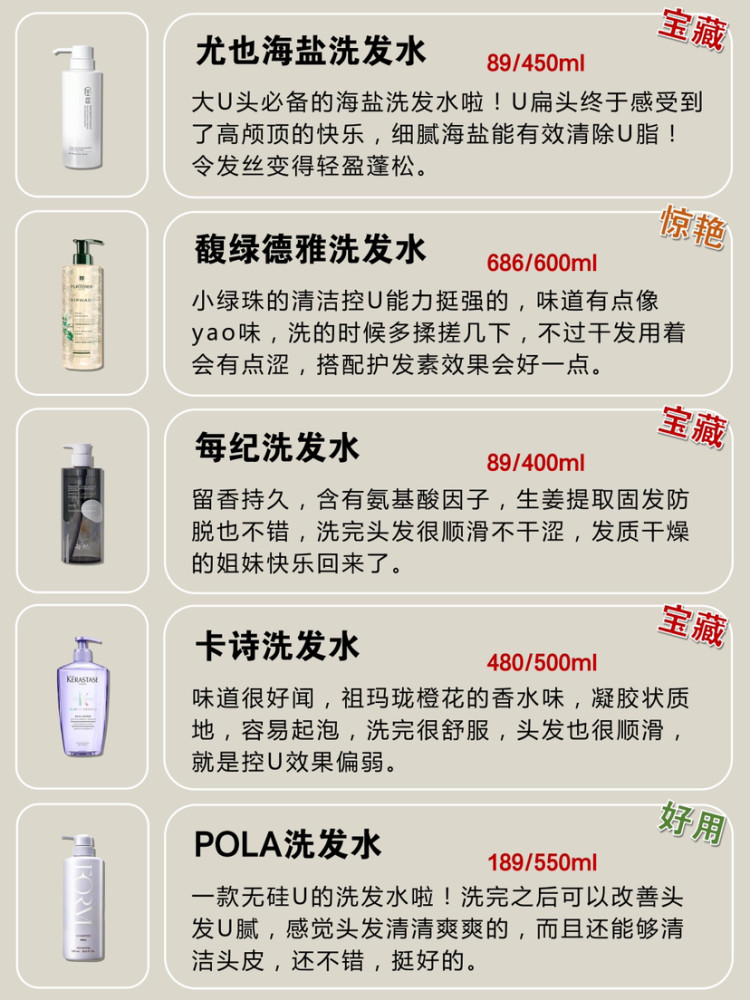 宝藏
尤也海盐洗发水
89/450ml
大U头必备的海盐洗发水啦！U扁头终于感受到
了高颅顶的快乐，细腻海盐能有效清除U脂！
令发丝变得轻盈蓬松。
惊艳
馥绿德雅洗发水
686/600ml
小绿珠的清洁控U能力挺强的，味道有点像
yao味，洗的时候多揉搓几下，不过干发用着
会有点涩，搭配护发素效果会好一点。
宝藏
每纪洗发水
89/400ml
留香持久，含有氨基酸因子，生姜提取固发防
脱也不错，洗完头发很顺滑不干涩，发质干燥
的姐妹快乐回来了。
宝藏
卡诗洗发水
480/500ml
KÉRASTASE
味道很好闻，祖玛珑橙花的香水味，凝胶状质
地，容易起泡，洗完很舒服，头发也很顺滑，
就是控U效果偏弱。
好用
POLA洗发水
189/550ml
FORM
一款无硅U的洗发水啦！洗完之后可以改善头
发U腻，感觉头发清清爽爽的，而且还能够清
洁头皮，还不错，挺好的。